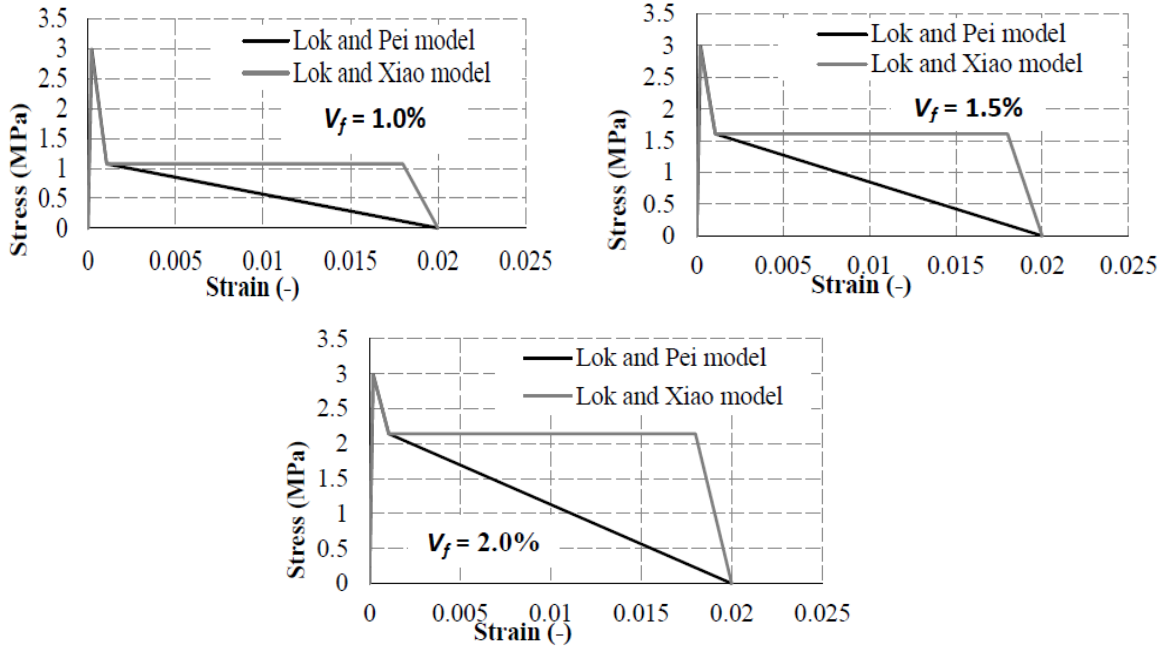 3.5
3
2.5
2
1.5
1
0.5
0
Stress (MPa)
Lok and Pei model
Lok and Xiao model
Vf = 1.0%
0 0.005 0.01 0.015 0.02 0.025
Strain (-)
3.5
3
2.5
2
1.5
1
0.5
0
Stress (MPa)
Lok and Pei model
Lok and Xiao model
Vf = 1.5%
0 0.005 0.01 0.015 0.02 0.025
Strain (-)
3.5
3
2.5
2
1.5
1
0.5
0
Stress (MPa)
Lok and Pei model
Lok and Xiao model
Vf = 2.0%
0 0.005 0.01 0.015 0.02 0.025
Strain (-)